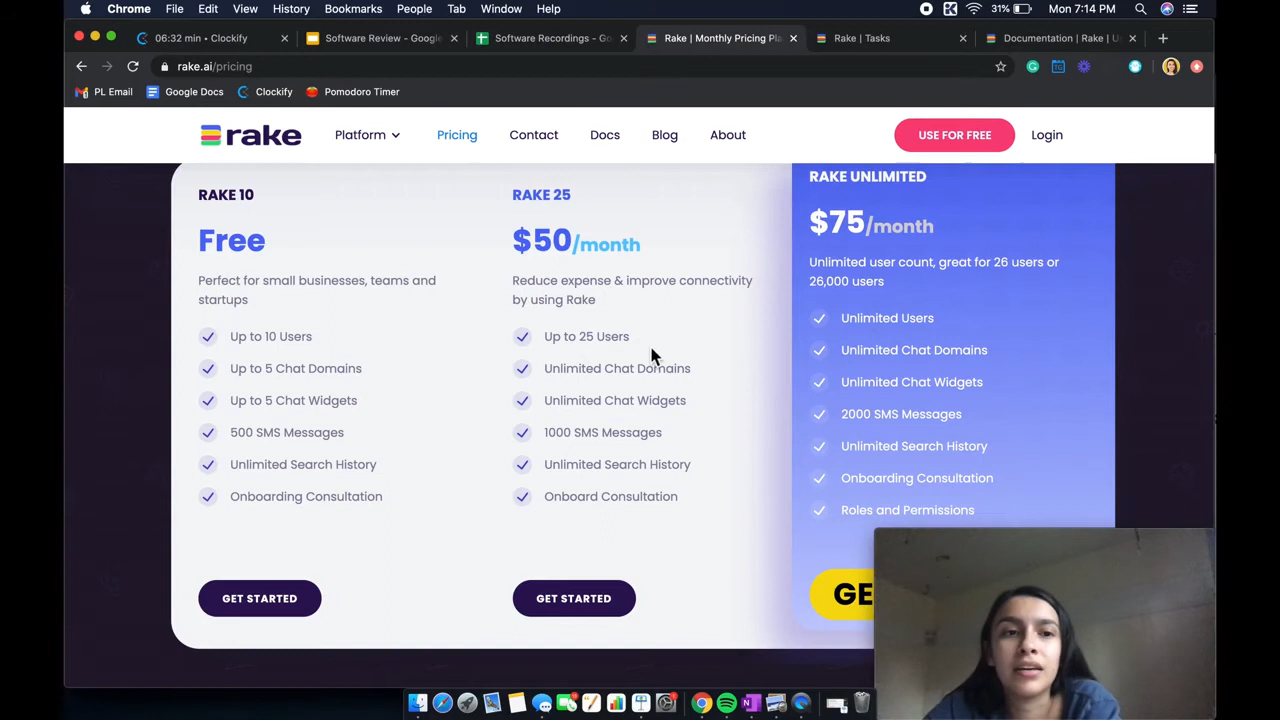 Chrome File Edit View History Bookmarks People Tab Window Help 31% Mon 7:14 PM
06:32 min • Clockify
Software Review - Google
Software Recordings - Go
Rake | Monthly Pricing Pla
Rake | Tasks
Documentation | Rake | U
rake.ai/pricing
PL Email Google Docs Clockify Pomodoro Timer
rake Platform Pricing Contact Docs Blog About USE FOR FREE Login
RAKE 10
Free
Perfect for small businesses, teams and
startups
Up to 10 Users
Up to 5 Chat Domains
Up to 5 Chat Widgets
500 SMS Messages
Unlimited Search History
Onboarding Consultation
GET STARTED
RAKE 25
$50/month
Reduce expense & improve connectivity
by using Rake
Up to 25 Users
Unlimited Chat Domains
Unlimited Chat Widgets
1000 SMS Messages
Unlimited Search History
Onboard Consultation
GET STARTED
RAKE UNLIMITED
$75/month
Unlimited user count, great for 26 users or
26,000 users
Unlimited Users
Unlimited Chat Domains
Unlimited Chat Widgets
2000 SMS Messages
Unlimited Search History
Onboarding Consultation
Roles and Permissions
GE